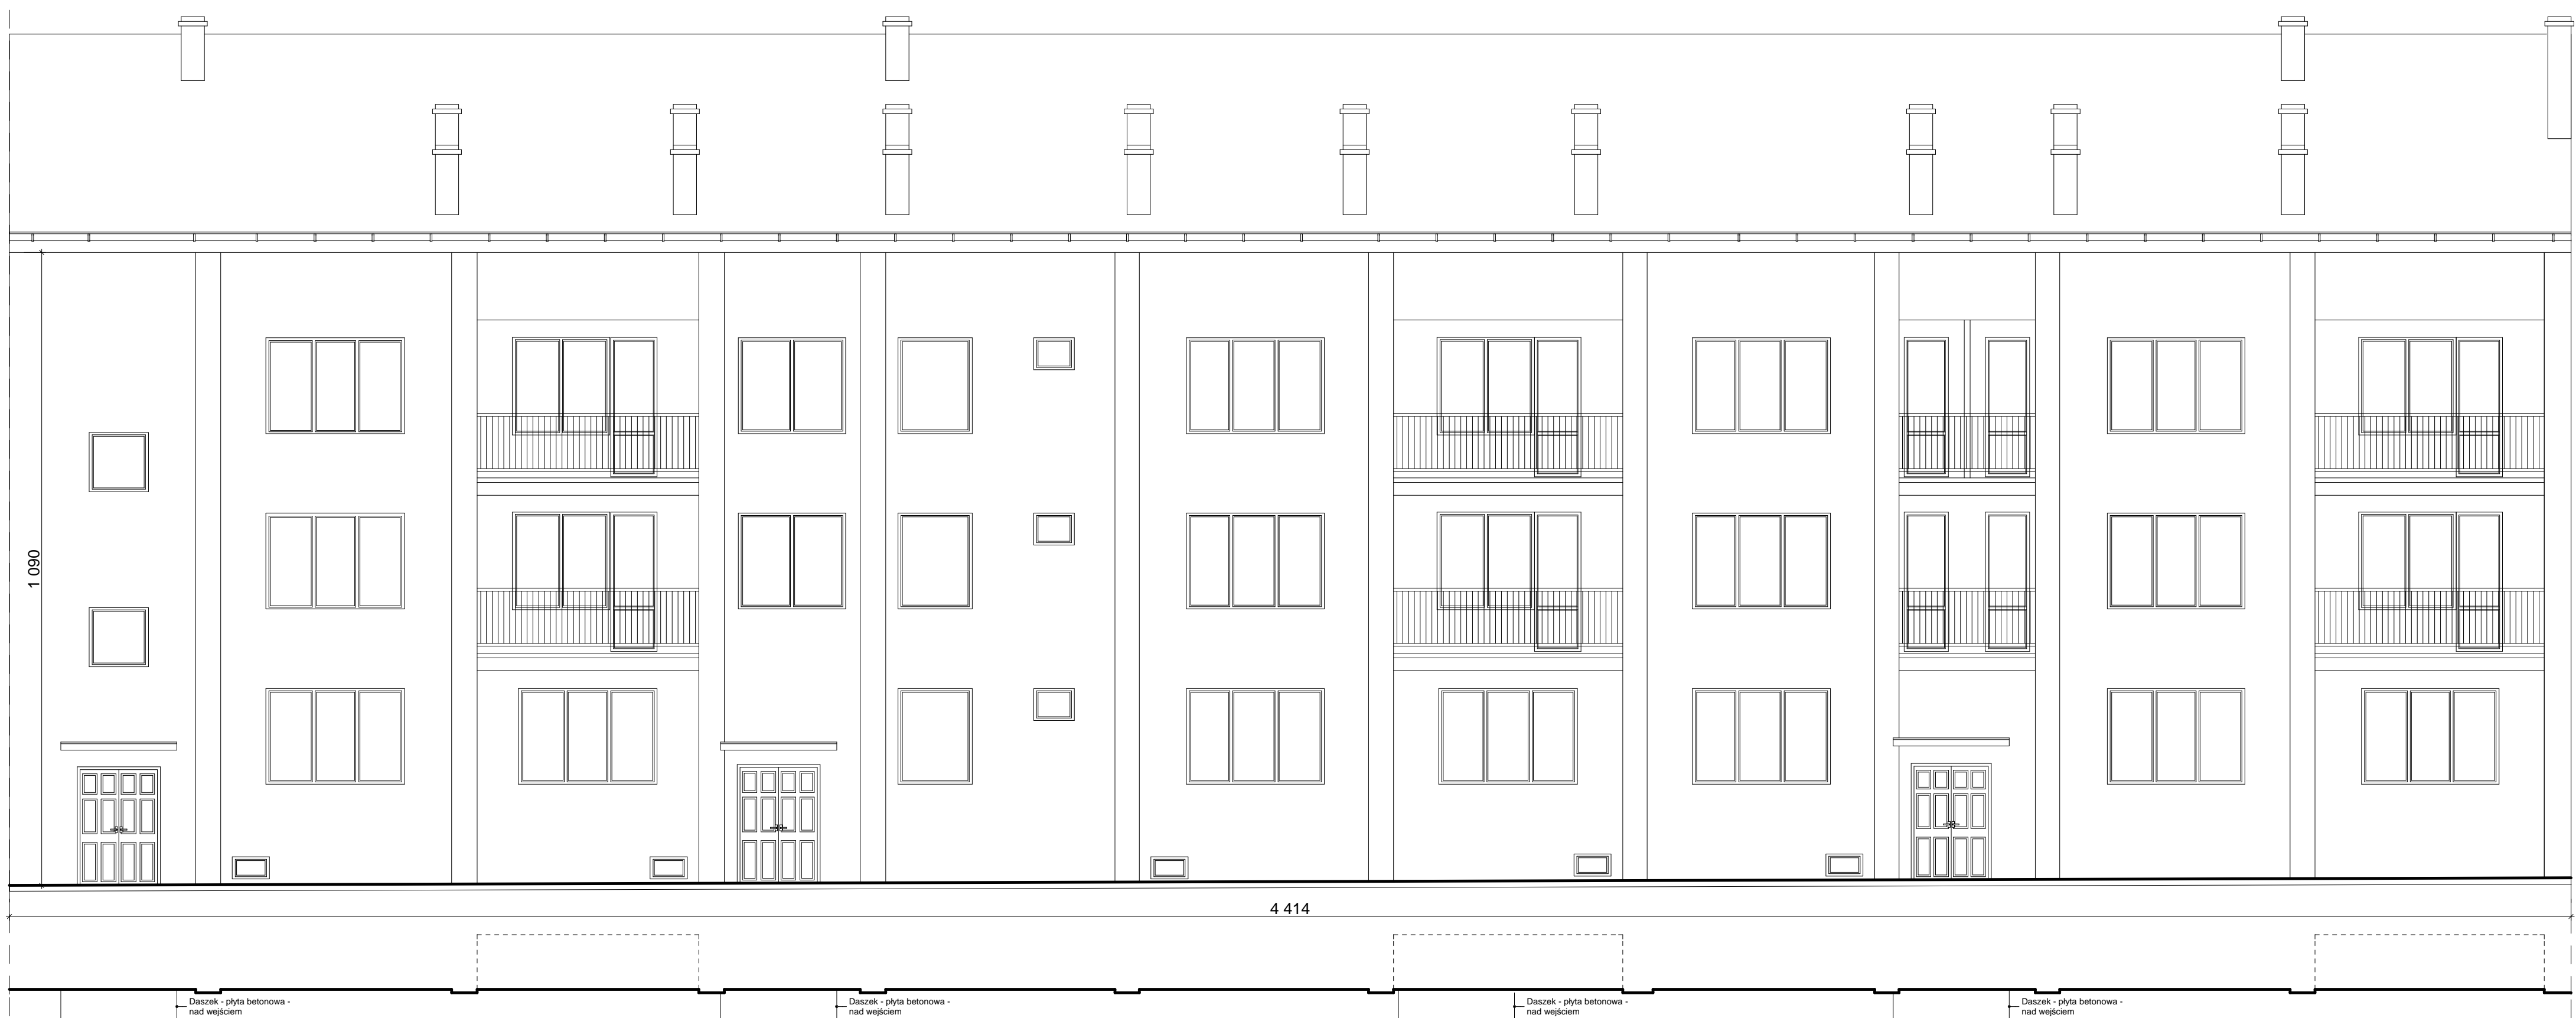 1 090
4 414
Daszek - płyta betonowa -
nad wejściem
Daszek - płyta betonowa -
nad wejściem
Daszek - płyta betonowa -
nad wejściem
Daszek - płyta betonowa -
nad wejściem